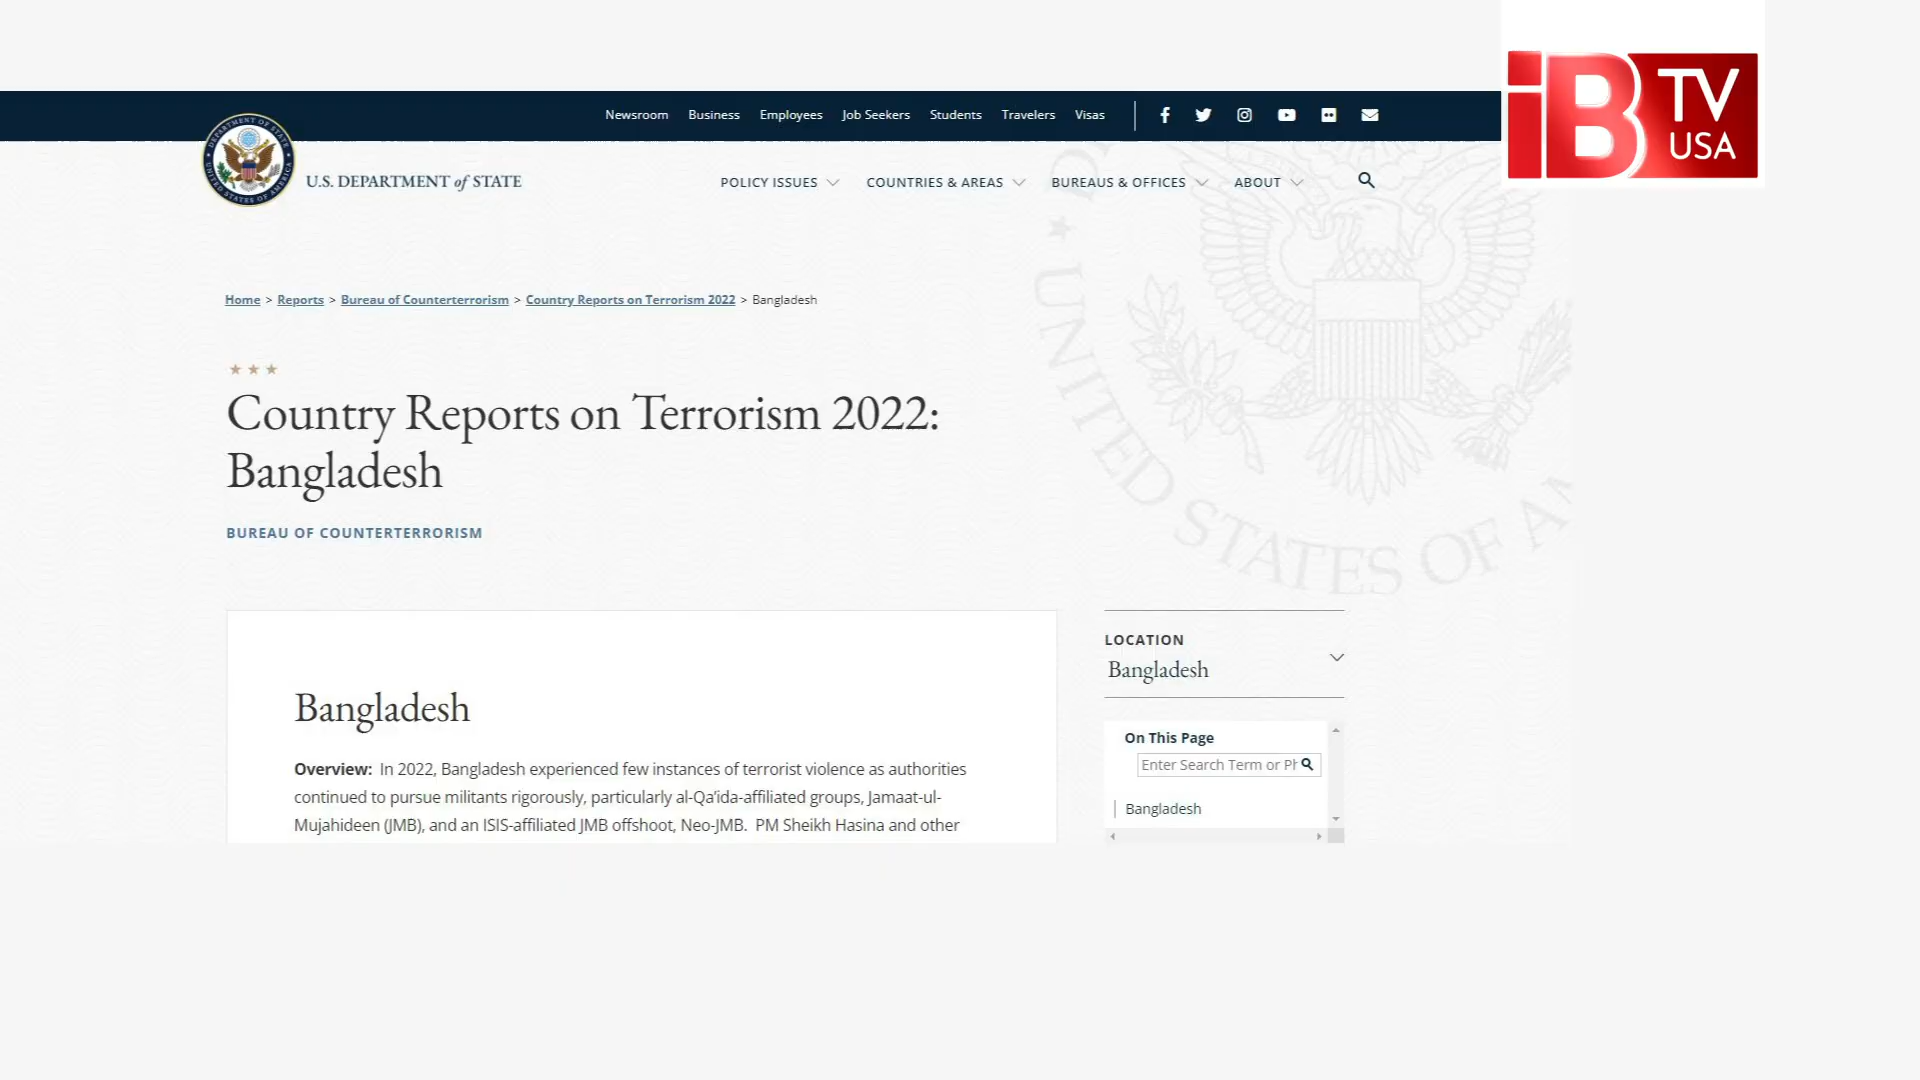 iB TV USA
Newsroom Business Employees Job Seekers Students Travelers Visas
U.S. DEPARTMENT of STATE
POLICY ISSUES COUNTRIES & AREAS BUREAUS & OFFICES ABOUT
Home > Reports > Bureau of Counterterrorism > Country Reports on Terrorism 2022 > Bangladesh
Country Reports on Terrorism 2022:
Bangladesh
BUREAU OF COUNTERTERRORISM
UNITED STATES OF AM
LOCATION
Bangladesh
Bangladesh
Overview: In 2022, Bangladesh experienced few instances of terrorist violence as authorities
continued to pursue militants rigorously, particularly al-Qa'ida-affiliated groups, Jamaat-ul-
Mujahideen (JMB), and an ISIS-affiliated JMB offshoot, Neo-JMB. PM Sheikh Hasina and other
On This Page
Enter Search Term or Ph
Bangladesh